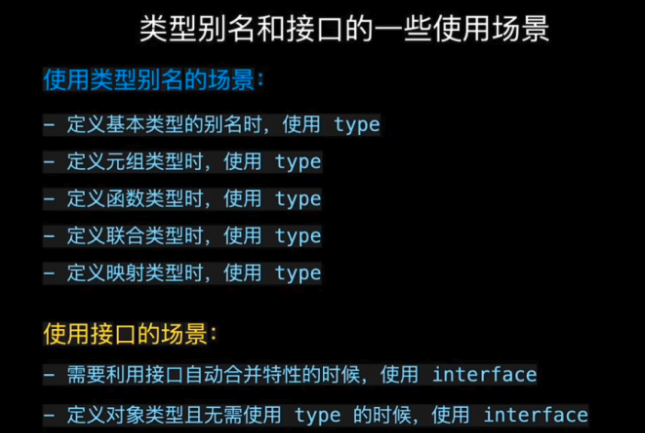 类型别名和接口的一些使用场景
使用类型别名的场景：
- 定义基本类型的别名时，使用 type
- 定义元组类型时，使用 type
- 定义函数类型时，使用 type
- 定义联合类型时，使用 type
- 定义映射类型时，使用 type
使用接口的场景：
- 需要利用接口自动合并特性的时候，使用 interface
- 定义对象类型且无需使用 type 的时候，使用 interface